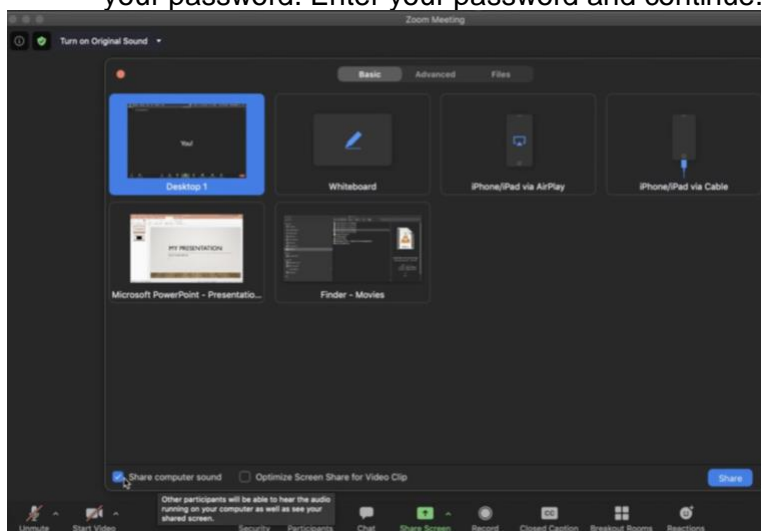 your password. Enter your password and continue.
Zoom Meeting
Turn on Original Sound
Basic Advanced Files
You!
Desktop 1
Whiteboard
iPhone/iPad via AirPlay
iPhone/iPad via Cable
MY PRESENTATION
Microsoft PowerPoint - Presentatio...
Finder - Movies
Share computer sound
Optimize Screen Share for Video Clip
Share
Other participants will be able to hear the audio
running on your computer as well as see your
shared screen.
Unmute Start Video Security Participants Chat Share Screen Record CC Closed Caption Breakout Rooms Reactions